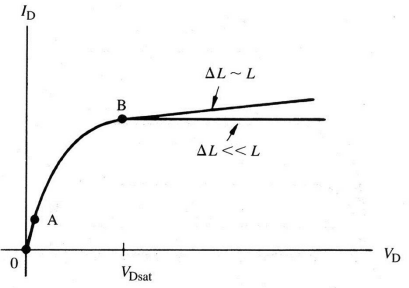 I_D
ΔL ~ L
B
ΔL << L
A
0
V_Dsat
V_D